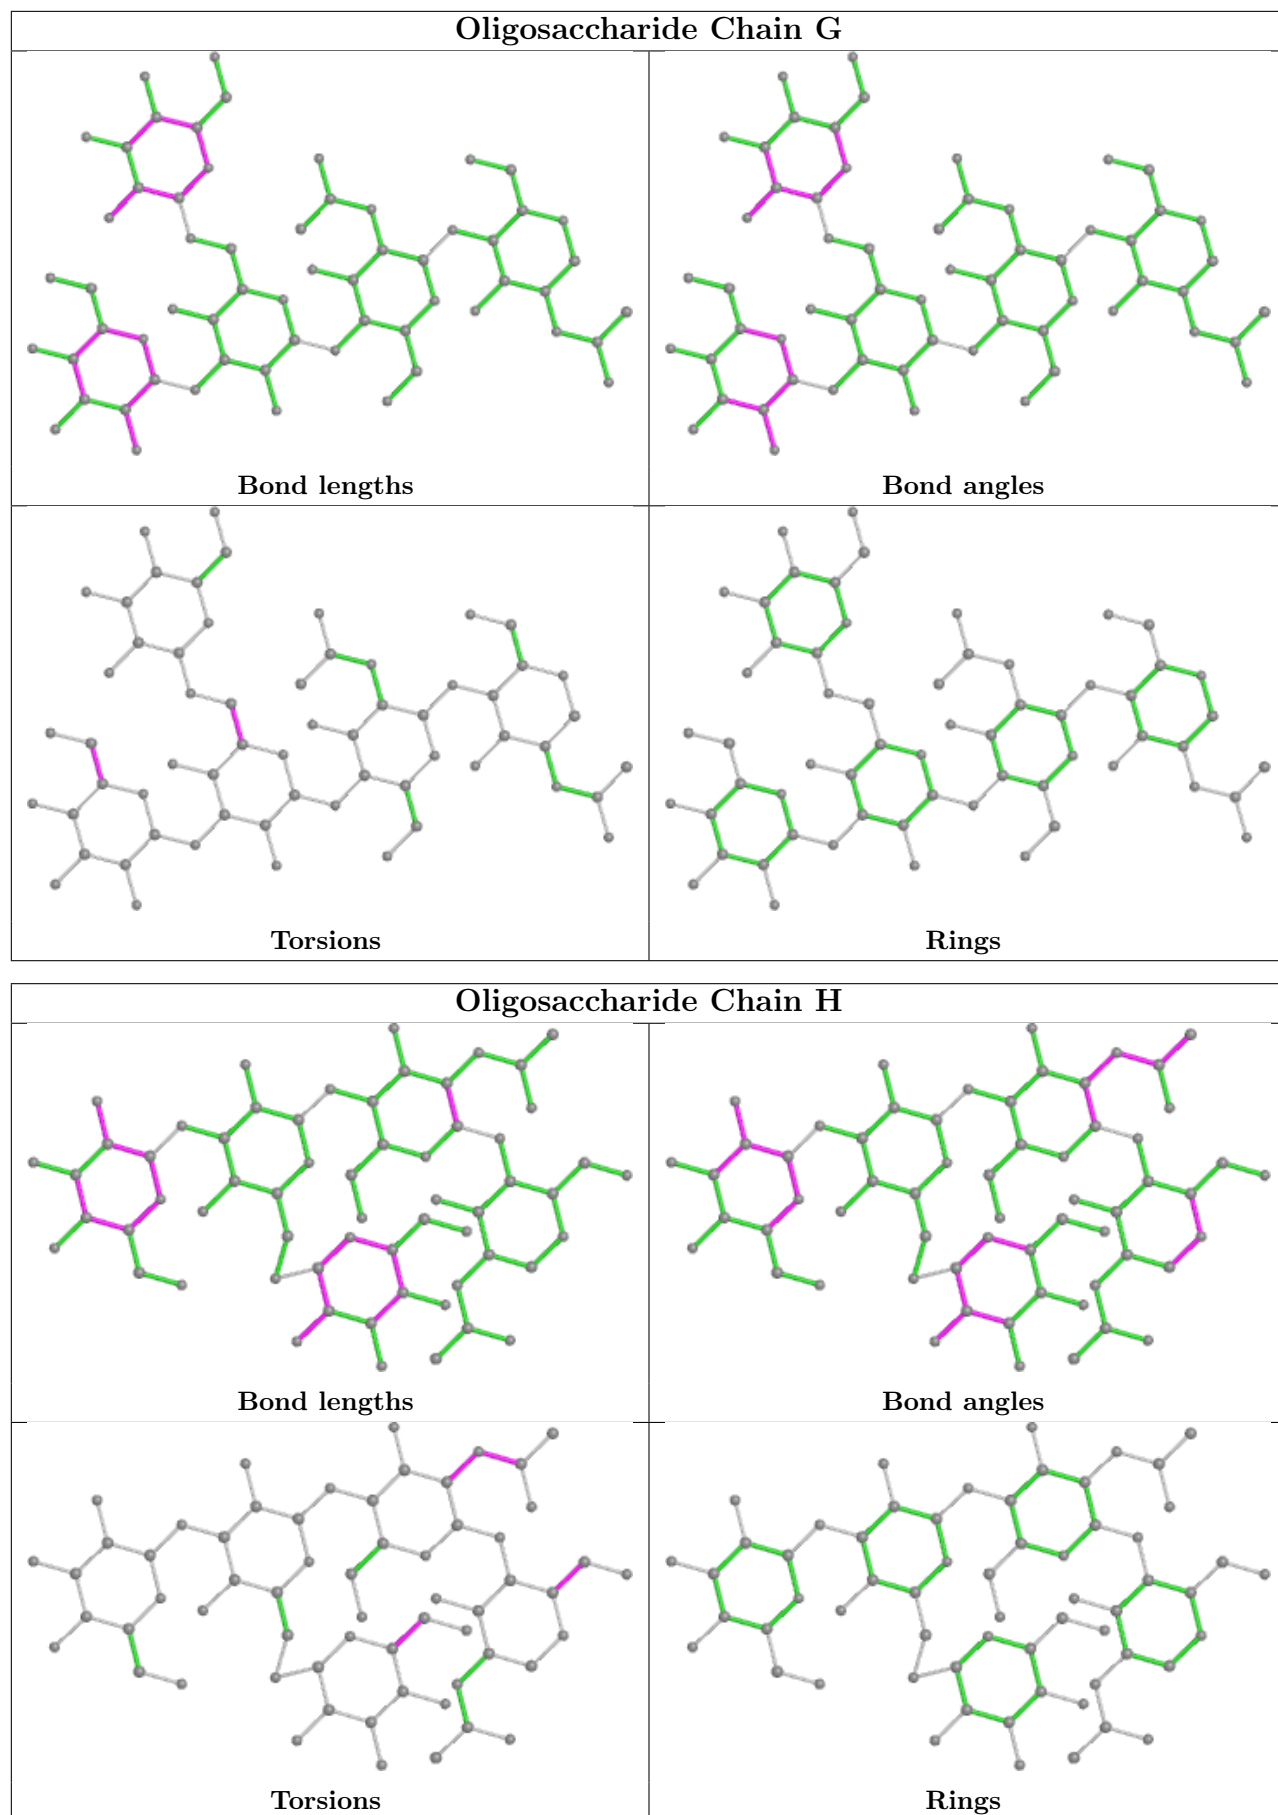 Oligosaccharide Chain G
Bond lengths
Bond angles
Torsions
Rings
Oligosaccharide Chain H
Bond lengths
Bond angles
Torsions
Rings